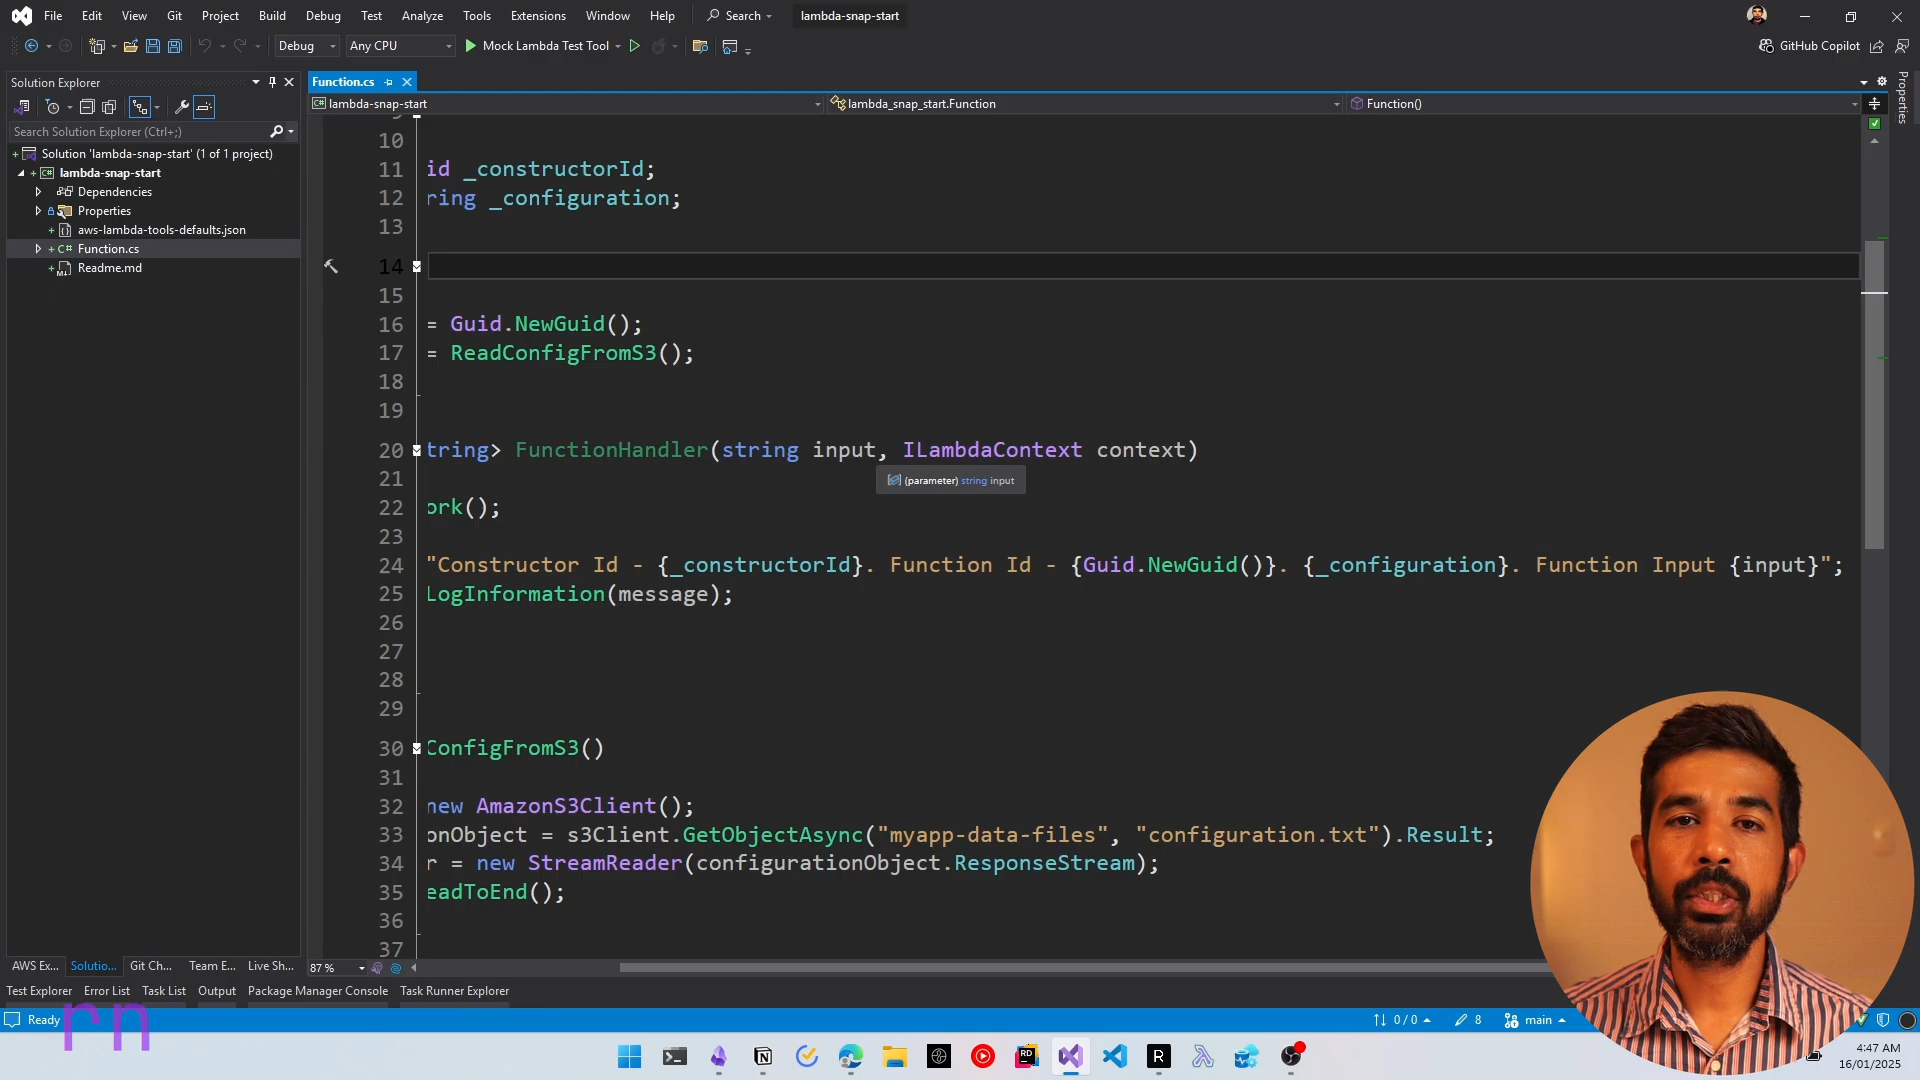 File Edit View Git Project Build Debug Test Analyze Tools Extensions Window Help Search lambda-snap-start
Debug Any CPU Mock Lambda Test Tool GitHub Copilot
Solution Explorer
Search Solution Explorer (Ctrl+;)
Solution 'lambda-snap-start' (1 of 1 project)
lambda-snap-start
Dependencies
Properties
aws-lambda-tools-defaults.json
C# Function.cs
Readme.md
Function.cs
lambda-snap-start lambda_snap_start.Function Function()
Properties
10
11 id _constructorId;
12 ring _configuration;
13
14
15
16 = Guid.NewGuid();
17 = ReadConfigFromS3();
18
19
20 tring> FunctionHandler(string input, ILambdaContext context)
(parameter) string input
21
22 ork();
23
24 "Constructor Id - {_constructorId}. Function Id - {Guid.NewGuid()}. {_configuration}. Function Input {input}";
25 LogInformation(message);
26
27
28
29
30 ConfigFromS3()
31
32 new AmazonS3Client();
33 onObject = s3Client.GetObjectAsync("myapp-data-files", "configuration.txt").Result;
34 r = new StreamReader(configurationObject.ResponseStream);
35 eadToEnd();
36
37
AWS Ex... Solutio... Git Ch... Team E... Live Sh... 87 %
Test Explorer Error List Task List Output Package Manager Console Task Runner Explorer
Ready 0 / 0 8 main
rn
4:47 AM
16/01/2025